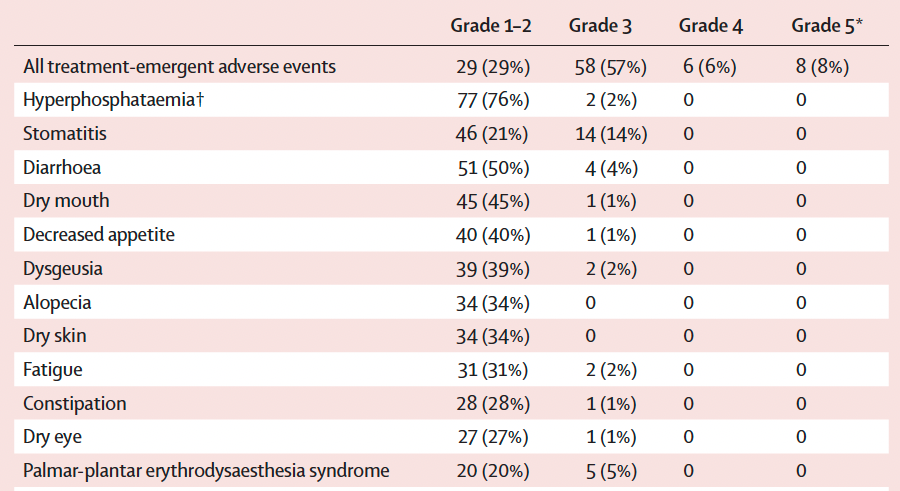 Grade 1–2 Grade 3 Grade 4 Grade 5*
All treatment-emergent adverse events 29 (29%) 58 (57%) 6 (6%) 8 (8%)
Hyperphosphataemia† 77 (76%) 2 (2%) 0 0
Stomatitis 46 (21%) 14 (14%) 0 0
Diarrhoea 51 (50%) 4 (4%) 0 0
Dry mouth 45 (45%) 1 (1%) 0 0
Decreased appetite 40 (40%) 1 (1%) 0 0
Dysgeusia 39 (39%) 2 (2%) 0 0
Alopecia 34 (34%) 0 0 0
Dry skin 34 (34%) 0 0 0
Fatigue 31 (31%) 2 (2%) 0 0
Constipation 28 (28%) 1 (1%) 0 0
Dry eye 27 (27%) 1 (1%) 0 0
Palmar-plantar erythrodysaesthesia syndrome 20 (20%) 5 (5%) 0 0